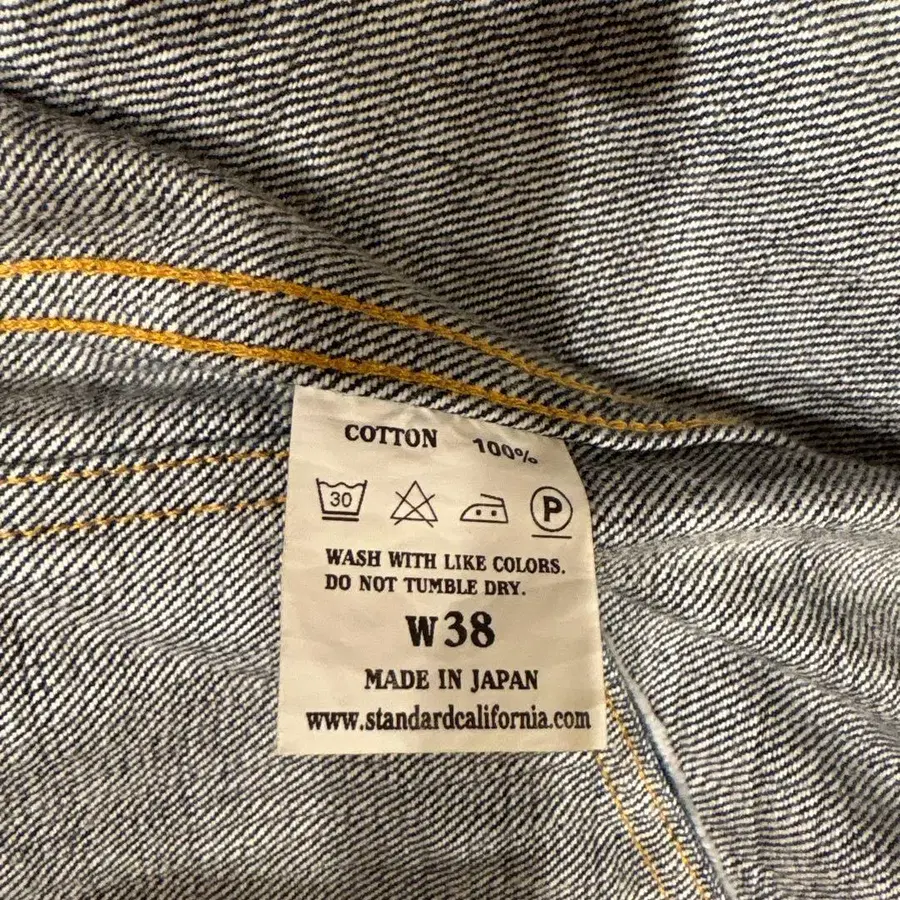 COTTON 100%
30 P
WASH WITH LIKE COLORS.
DO NOT TUMBLE DRY.
W38
MADE IN JAPAN
www.standardcalifornia.com